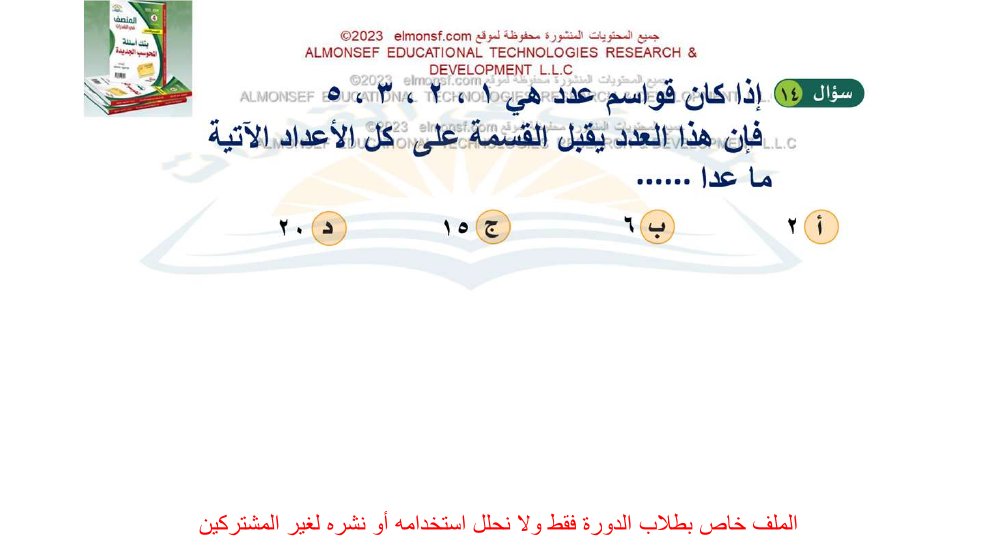 جميع المحتويات المنشورة محفوظة لموقع elmonsf.com ©2023
ALMONSEF EDUCATIONAL TECHNOLOGIES RESEARCH &
DEVELOPMENT L.L.C
سؤال ١٤ إذا كان قواسم عدد هي ١ ، ٢ ، ٣ ، ٥
فإن هذا العدد يقبل القسمة على كل الأعداد الآتية
ما عدا ......
أ ٢ ب ٦ ج ١٥ د ٢٠
الملف خاص بطلاب الدورة فقط ولا نحلل استخدامه أو نشره لغير المشتركين